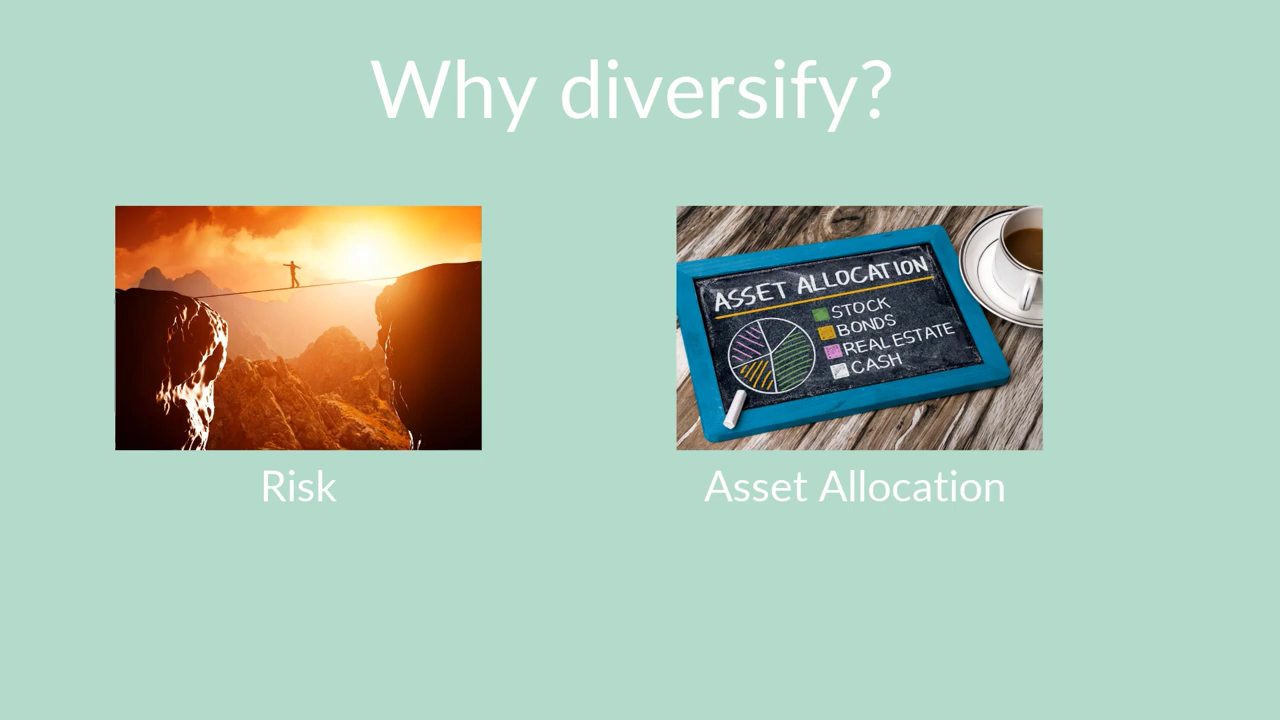 Why diversify?
ASSET ALLOCATION
STOCK
BONDS
REAL ESTATE
CASH
Risk
Asset Allocation